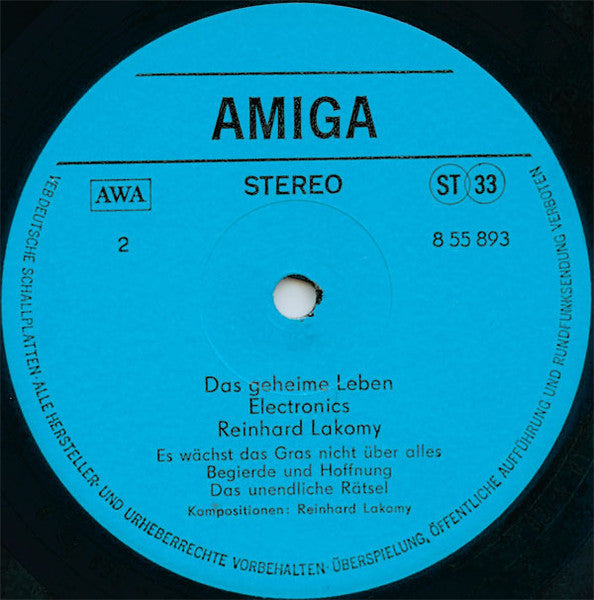 AMIGA
AWA
STEREO
ST 33
2
8 55 893
Das geheime Leben
Electronics
Reinhard Lakomy
Es wächst das Gras nicht über alles
Begierde und Hoffnung
Das unendliche Rätsel
Kompositionen: Reinhard Lakomy
VEB DEUTSCHE SCHALLPLATTEN · ALLE HERSTELLER- UND URHEBERRECHTE VORBEHALTEN · ÜBERSPIELUNG, ÖFFENTLICHE AUFFÜHRUNG UND RUNDFUNKSENDUNG VERBOTEN